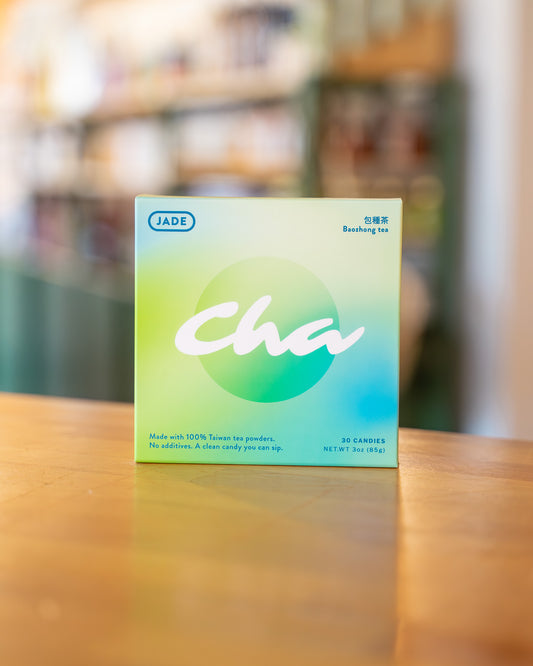 JADE
包種茶
Baozhong tea
Cha
Made with 100% Taiwan tea powders.
No additives. A clean candy you can sip.
30 CANDIES
NET.WT 3oz (85g)